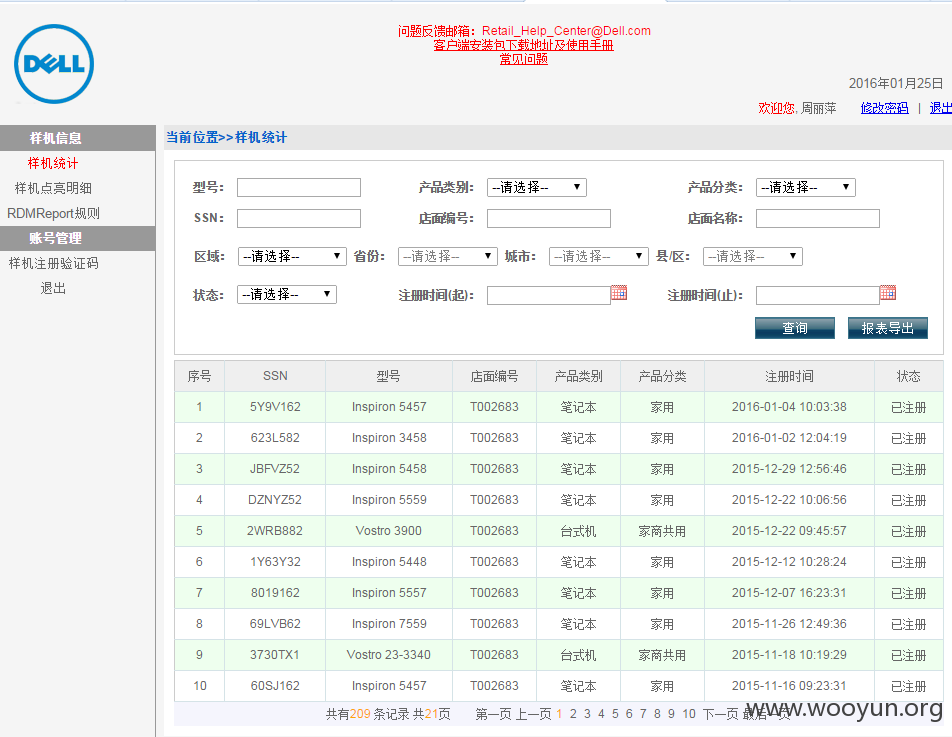 DELL
问题反馈邮箱：Retail_Help_Center@Dell.com
客户端安装包下载地址及使用手册
常见问题
2016年01月25日
欢迎您, 周丽萍 修改密码 | 退出
样机信息
样机统计
样机点亮明细
RDMReport规则
账号管理
样机注册验证码
退出
当前位置>>样机统计
型号： 产品类别： --请选择-- 产品分类： --请选择--
SSN： 店面编号： 店面名称：
区域： --请选择-- 省份： --请选择-- 城市： --请选择-- 县/区： --请选择--
状态： --请选择-- 注册时间(起)： 注册时间(止)：
查询 报表导出
序号 SSN 型号 店面编号 产品类别 产品分类 注册时间 状态
1 5Y9V162 Inspiron 5457 T002683 笔记本 家用 2016-01-04 10:03:38 已注册
2 623L582 Inspiron 3458 T002683 笔记本 家用 2016-01-02 12:04:19 已注册
3 JBFVZ52 Inspiron 5458 T002683 笔记本 家用 2015-12-29 12:56:46 已注册
4 DZNYZ52 Inspiron 5559 T002683 笔记本 家用 2015-12-22 10:06:56 已注册
5 2WRB882 Vostro 3900 T002683 台式机 家商共用 2015-12-22 09:45:57 已注册
6 1Y63Y32 Inspiron 5448 T002683 笔记本 家用 2015-12-12 10:28:24 已注册
7 8019162 Inspiron 5557 T002683 笔记本 家用 2015-12-07 16:23:31 已注册
8 69LVB62 Inspiron 7559 T002683 笔记本 家用 2015-11-26 12:49:36 已注册
9 3730TX1 Vostro 23-3340 T002683 台式机 家商共用 2015-11-18 10:19:29 已注册
10 60SJ162 Inspiron 5457 T002683 笔记本 家用 2015-11-16 09:23:31 已注册
共有209 条记录 共21页 第一页 上一页 1 2 3 4 5 6 7 8 9 10 下一页 最后一页
www.wooyun.org